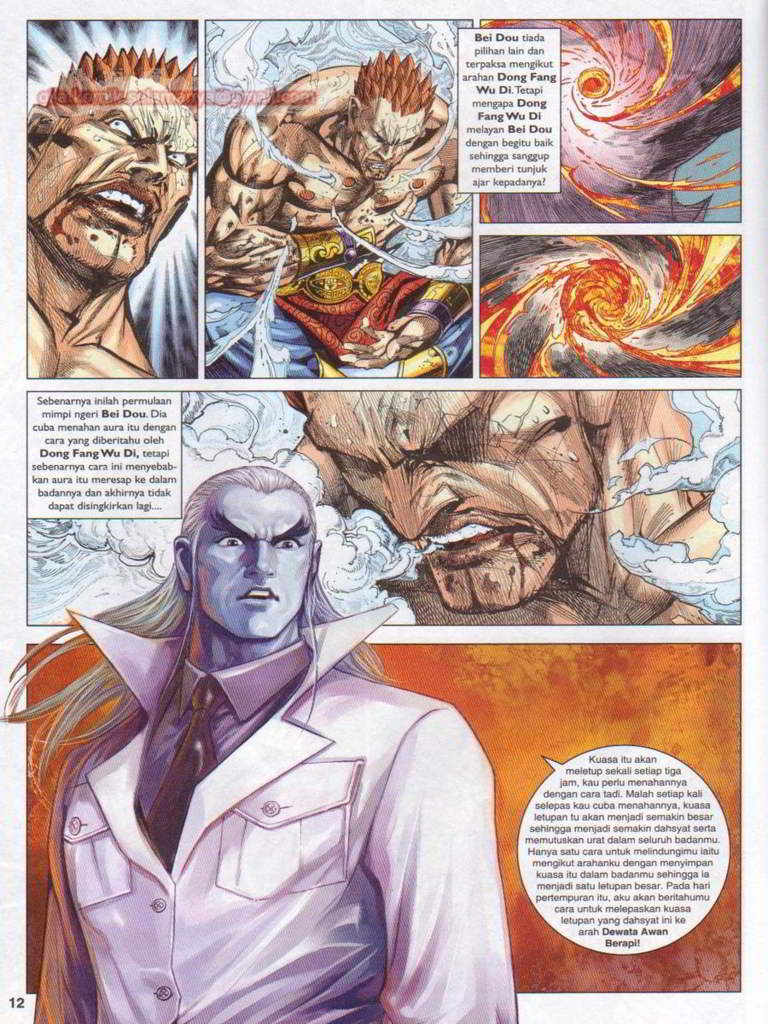 Bei Dou tiada
pilihan lain dan
terpaksa mengikut
arahan Dong Fang
Wu Di. Tetapi
mengapa Dong
Fang Wu Di
melayan Bei Dou
dengan begitu baik
sehingga sanggup
memberi tunjuk
ajar kepadanya?
Sebenarnya inilah permulaan
mimpi ngeri Bei Dou. Dia
cuba menahan aura itu dengan
cara yang diberitahu oleh
Dong Fang Wu Di, tetapi
sebenarnya cara ini menyebab-
kan aura itu meresap ke dalam
badannya dan akhirnya tidak
dapat disingkirkan lagi....
Kuasa itu akan
meletup sekali setiap tiga
jam, kau perlu menahannya
dengan cara tadi. Malah setiap kali
selepas kau cuba menahannya, kuasa
letupan tu akan menjadi semakin besar
sehingga menjadi semakin dahsyat serta
memutuskan urat dalam seluruh badanmu.
Hanya satu cara untuk melindungimu iaitu
mengikut arahanku dengan menyimpan
kuasa itu dalam badanmu sehingga ia
menjadi satu letupan besar. Pada hari
pertempuran itu, aku akan beritahumu
cara untuk melepaskan kuasa
letupan yang dahsyat ini ke
arah Dewata Awan
Berapi!
12